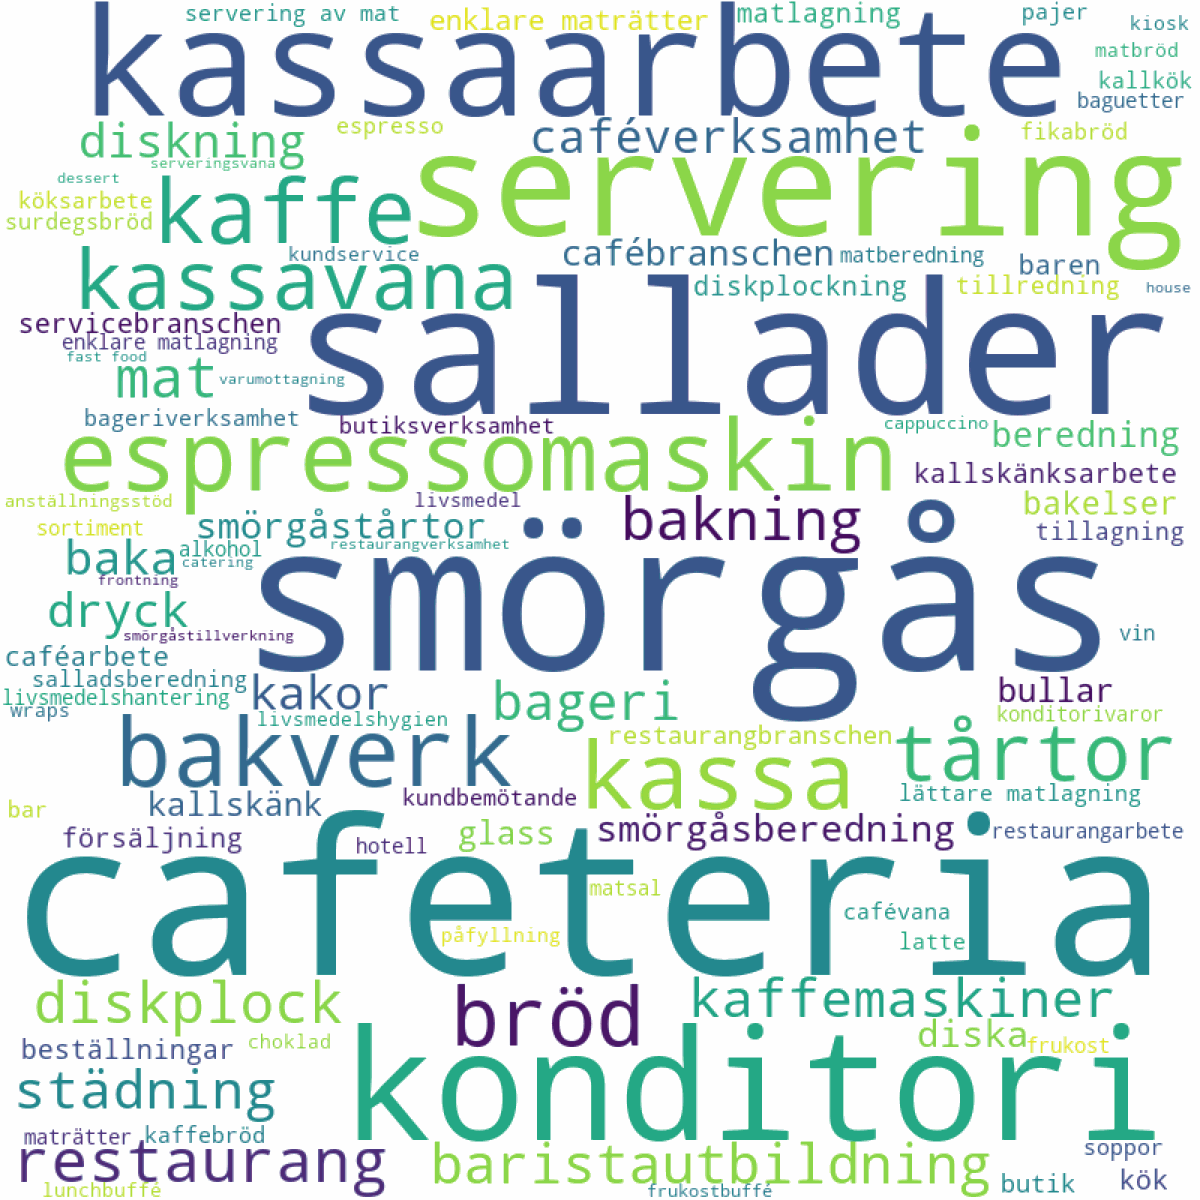 servering av mat
enklare maträtter
matlagning
pajer
kiosk
kassaarbete
matbröd
kallkök
baguetter
diskning
espresso
caféverksamhet
fikabröd
serveringsvana
servering
dessert
köksarbete
kaffe
surdegsbröd
kundservice
cafébranschen
matberedning
baren
kassavana
diskplockning
tillredning
house
servicebranschen
sallader
enklare matlagning
fast food
mat
varumottagning
bageriverksamhet
butiksverksamhet
cappuccino
beredning
espressomaskin
kallskänksarbete
anställningsstöd
livsmedel
bakelser
sortiment
smörgåstårtor
bakning
tillagning
baka
alkohol
restaurangverksamhet
catering
frontning
smörgås
dryck
smörgåstillverkning
vin
caféarbete
salladsberedning
livsmedelshantering
kakor
bageri
bullar
wraps
livsmedelshygien
konditorivaror
bakverk
restaurangbranschen
tårtor
kassa
bar
kallskänk
kundbemötande
lättare matlagning
försäljning
hotell
glass
smörgåsberedning
restaurangarbete
cafeteria
matsal
cafévana
påfyllning
latte
diskplock
bröd
kaffemaskiner
beställningar
choklad
diska
frukost
städning
konditori
maträtter
kaffebröd
soppor
restaurang
baristautbildning
butik
kök
lunchbuffé
frukostbuffé